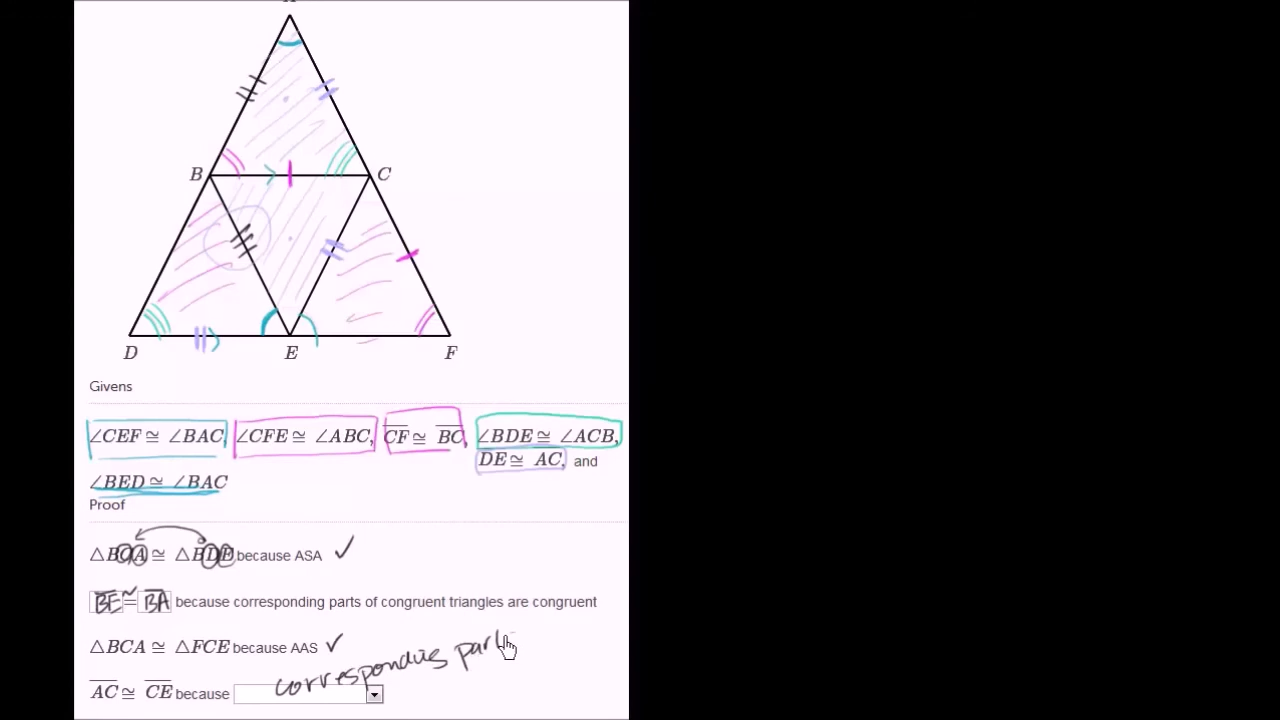 B C
D E F
Givens
∠CEF ≅ ∠BAC, ∠CFE ≅ ∠ABC, CF ≅ BC, ∠BDE ≅ ∠ACB,
DE ≅ AC, and
∠BED ≅ ∠BAC
Proof
△BCA ≅ △BDE because ASA ✓
BE ≅ BA because corresponding parts of congruent triangles are congruent
△BCA ≅ △FCE because AAS ✓
corresponding part
AC ≅ CE because